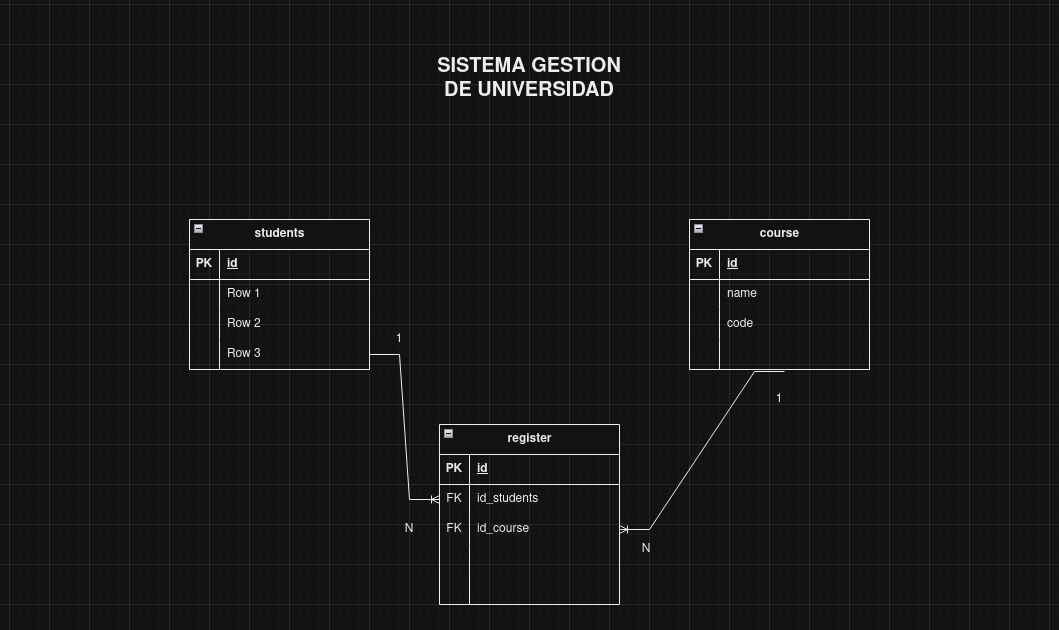 SISTEMA GESTION
DE UNIVERSIDAD
students
PK id
Row 1
Row 2
Row 3
1
course
PK id
name
code
1
register
PK id
FK id_students
FK id_course
N
N